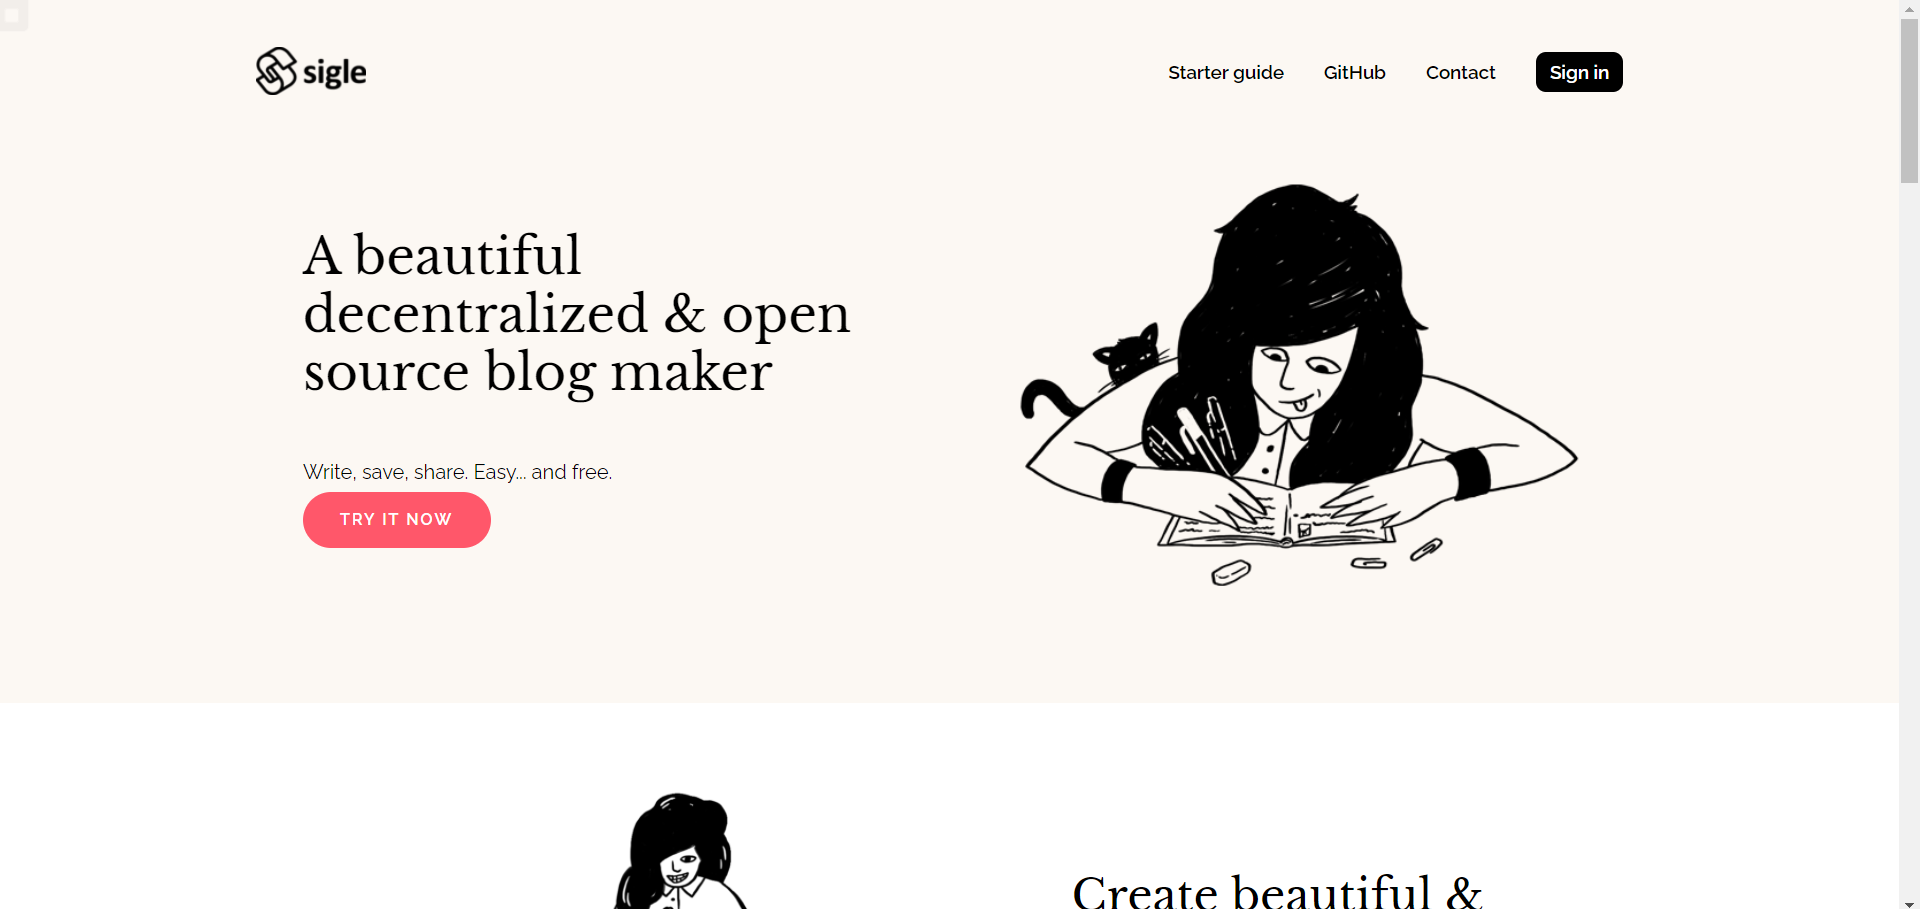 sigle
Starter guide
GitHub
Contact
Sign in
A beautiful
decentralized & open
source blog maker
Write, save, share. Easy... and free.
TRY IT NOW
Create beautiful &